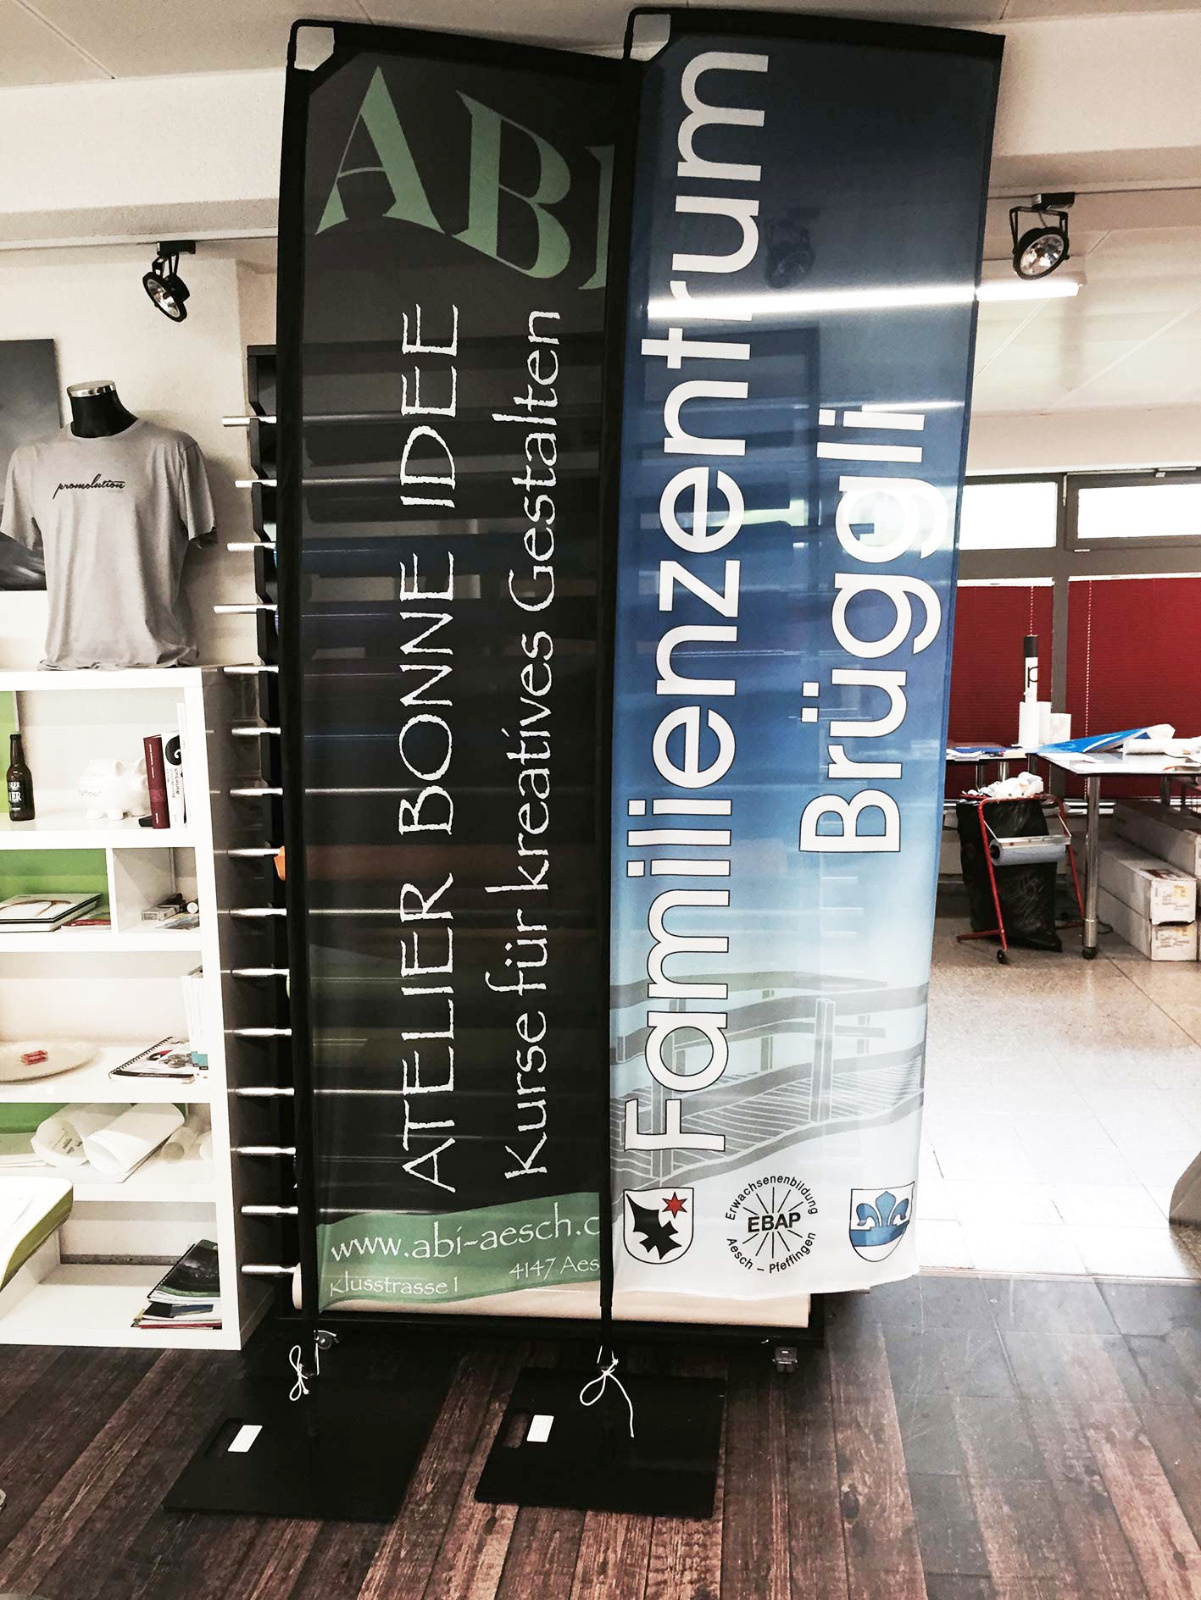 ABI
ATELIER BONNE IDEE
Kurse für kreatives Gestalten
www.abi-aesch.c
Klusstrasse 1
4147 Aes
Familienzentrum
Brüggli
Erwachsenenbildung
EBAP
Aesch – Pfeffingen
promolution